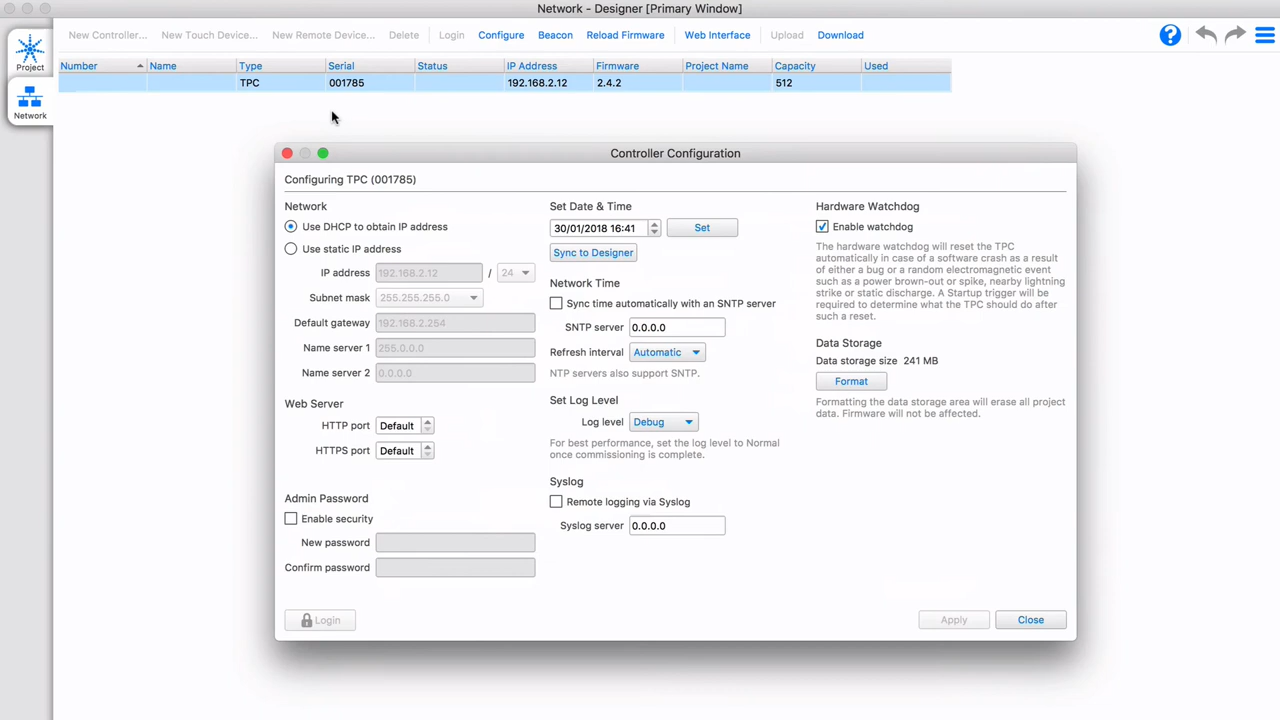 Network - Designer [Primary Window]
New Controller... New Touch Device... New Remote Device... Delete Login Configure Beacon Reload Firmware Web Interface Upload Download
Project
Network
Number Name Type Serial Status IP Address Firmware Project Name Capacity Used
TPC 001785 192.168.2.12 2.4.2 512
Controller Configuration
Configuring TPC (001785)
Network
Use DHCP to obtain IP address
Use static IP address
IP address 192.168.2.12 / 24
Subnet mask 255.255.255.0
Default gateway 192.168.2.254
Name server 1 255.0.0.0
Name server 2 0.0.0.0
Web Server
HTTP port Default
HTTPS port Default
Admin Password
Enable security
New password
Confirm password
Login
Set Date & Time
30/01/2018 16:41 Set
Sync to Designer
Network Time
Sync time automatically with an SNTP server
SNTP server 0.0.0.0
Refresh interval Automatic
NTP servers also support SNTP.
Set Log Level
Log level Debug
For best performance, set the log level to Normal
once commissioning is complete.
Syslog
Remote logging via Syslog
Syslog server 0.0.0.0
Hardware Watchdog
Enable watchdog
The hardware watchdog will reset the TPC
automatically in case of a software crash as a result
of either a bug or a random electromagnetic event
such as a power brown-out or spike, nearby lightning
strike or static discharge. A Startup trigger will be
required to determine what the TPC should do after
such a reset.
Data Storage
Data storage size 241 MB
Format
Formatting the data storage area will erase all project
data. Firmware will not be affected.
Apply Close